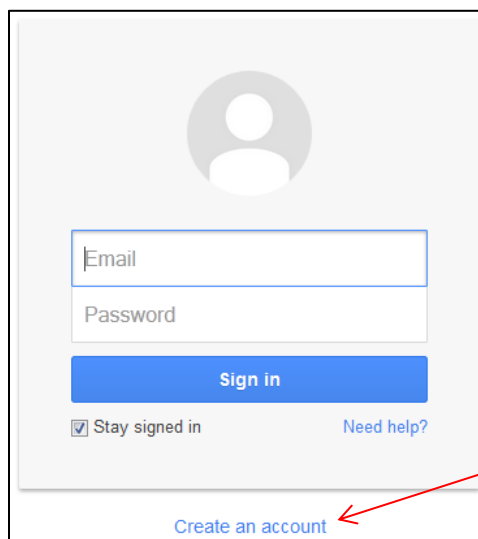 Email
Password
Sign in
Stay signed in Need help?
Create an account